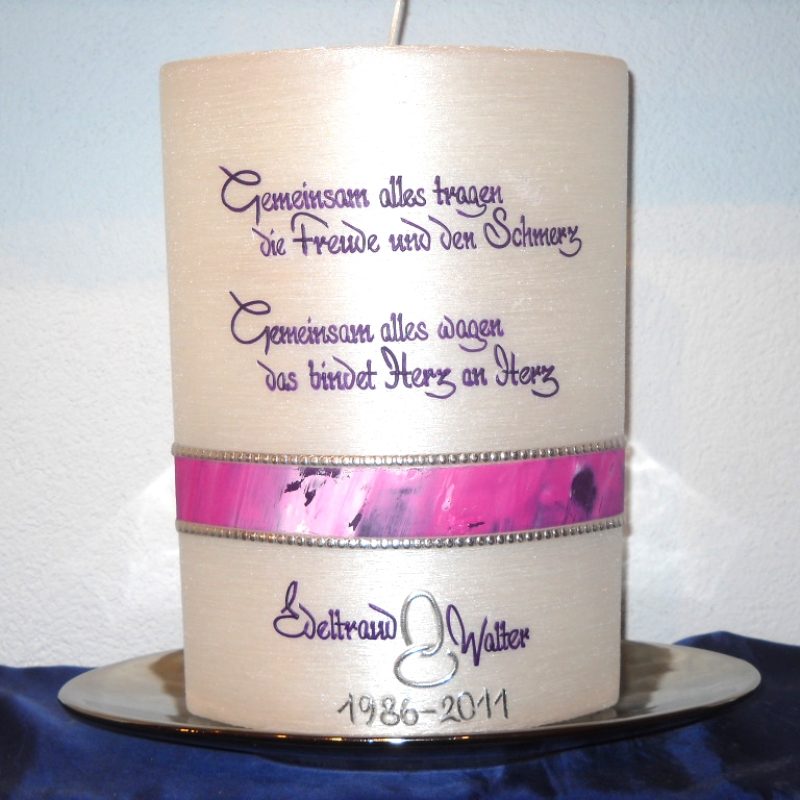 Gemeinsam alles tragen
die Freude und den Schmerz
Gemeinsam alles wagen
das bindet Herz an Herz
Edeltraud Walter
1986-2011